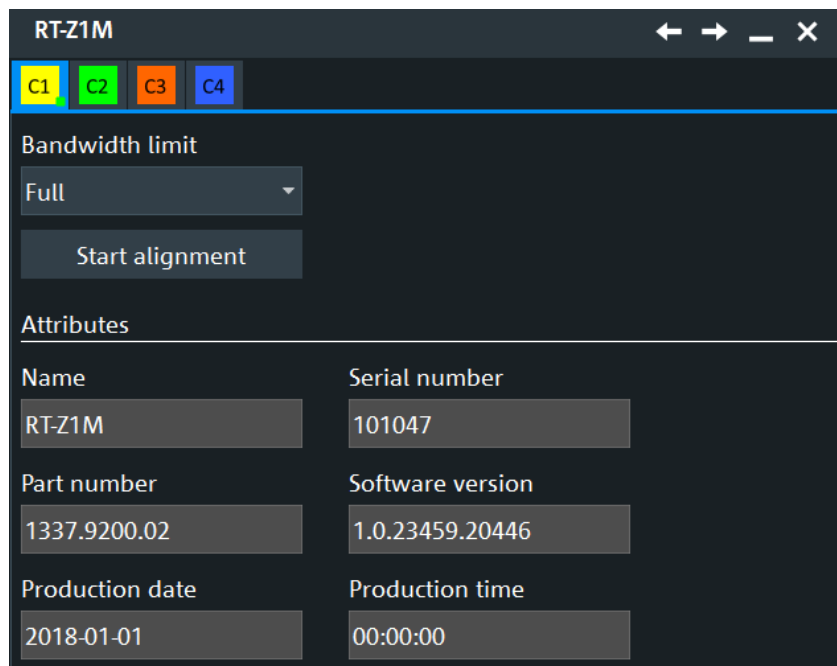 RT-Z1M
C1 C2 C3 C4
Bandwidth limit
Full
Start alignment
Attributes
Name Serial number
RT-Z1M 101047
Part number Software version
1337.9200.02 1.0.23459.20446
Production date Production time
2018-01-01 00:00:00